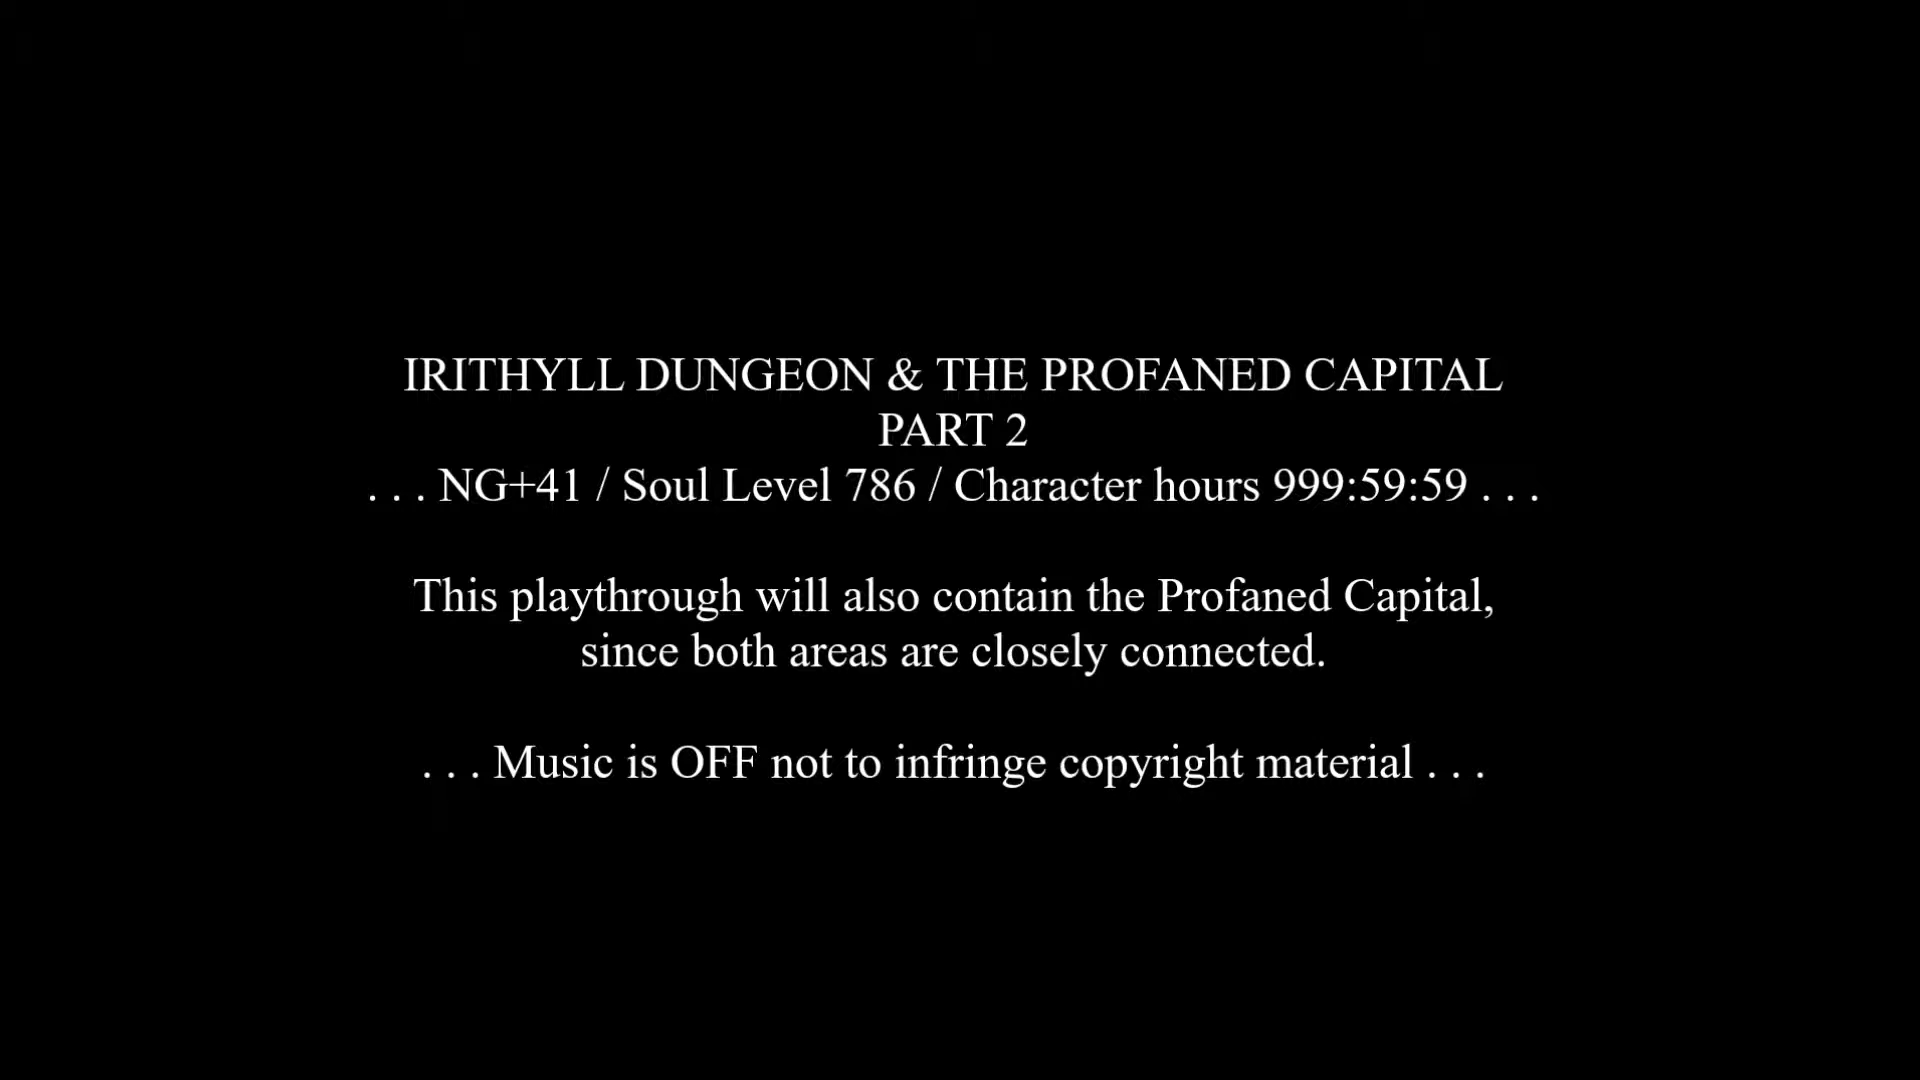 IRITHYLL DUNGEON & THE PROFANED CAPITAL
PART 2
. . . NG+41 / Soul Level 786 / Character hours 999:59:59 . . .
This playthrough will also contain the Profaned Capital,
since both areas are closely connected.
. . . Music is OFF not to infringe copyright material . . .